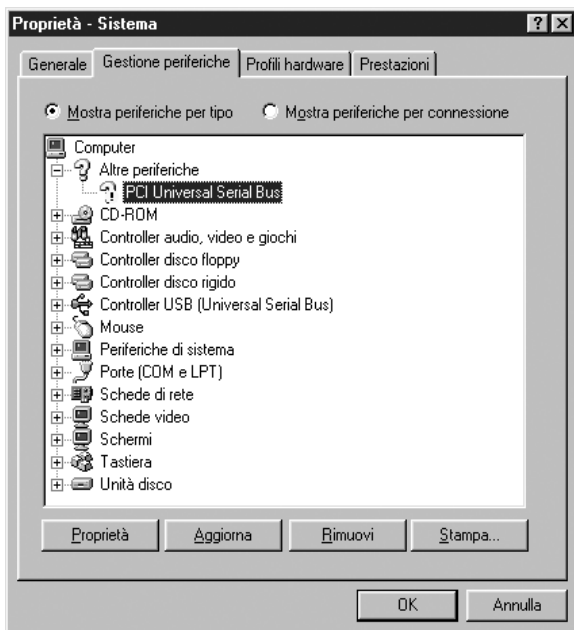 Proprietà - Sistema
Generale Gestione periferiche Profili hardware Prestazioni
Mostra periferiche per tipo Mostra periferiche per connessione
Computer
Altre periferiche
PCI Universal Serial Bus
CD-ROM
Controller audio, video e giochi
Controller disco floppy
Controller disco rigido
Controller USB (Universal Serial Bus)
Mouse
Periferiche di sistema
Porte (COM e LPT)
Schede di rete
Schede video
Schermi
Tastiera
Unità disco
Proprietà Aggiorna Rimuovi Stampa...
OK Annulla